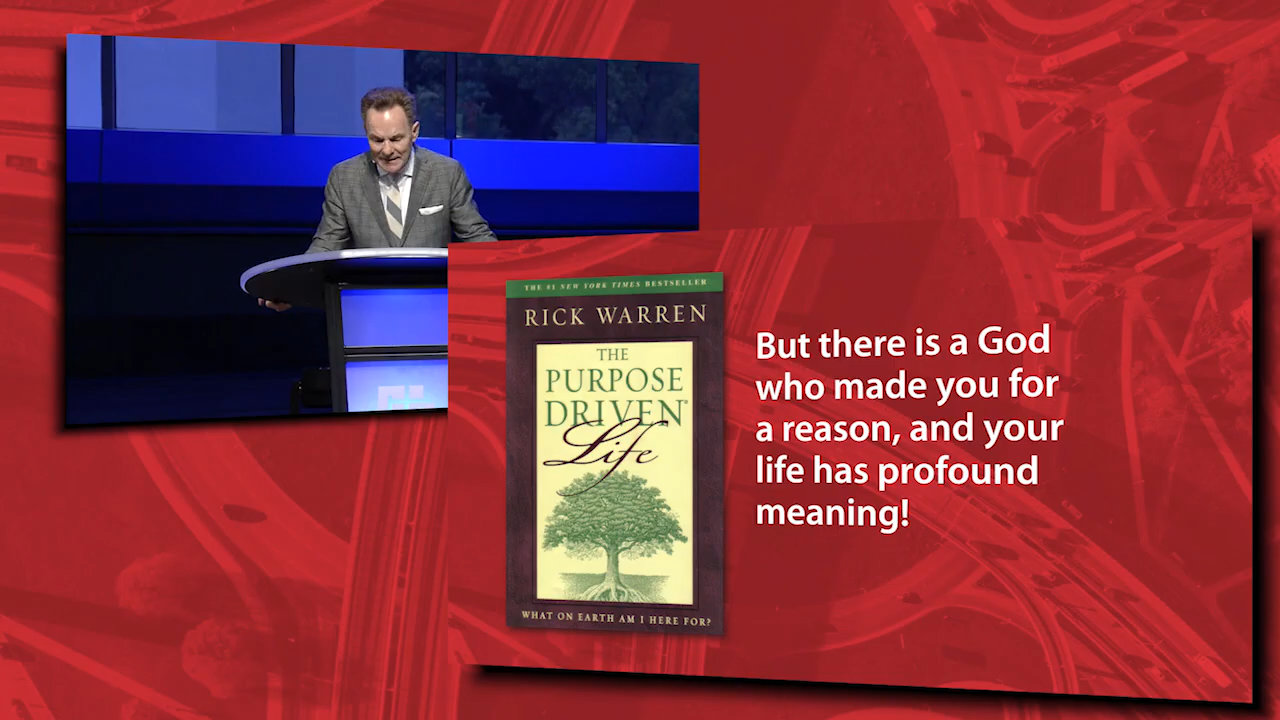 THE #1 NEW YORK TIMES BESTSELLER
RICK WARREN
THE
PURPOSE
DRIVEN®
Life
WHAT ON EARTH AM I HERE FOR?
But there is a God
who made you for
a reason, and your
life has profound
meaning!